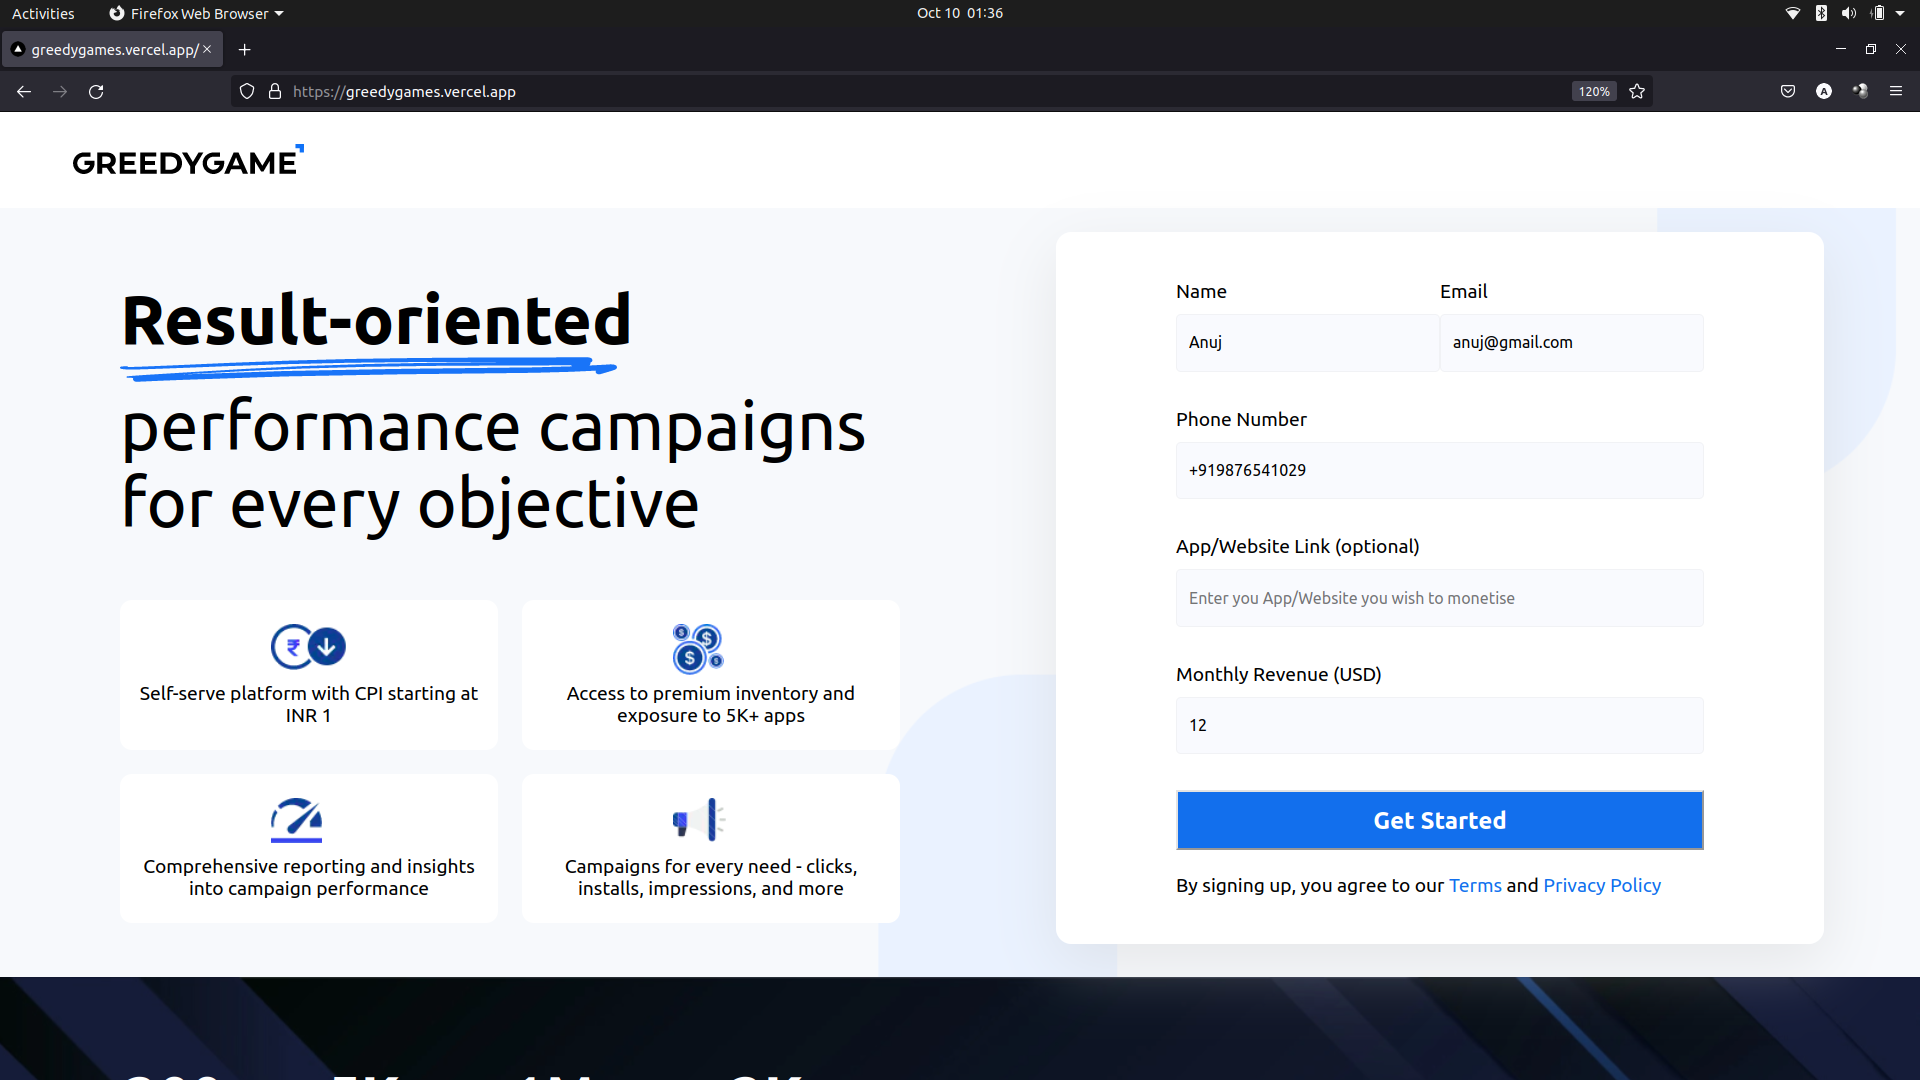 Activities
Firefox Web Browser
Oct 10 01:36
greedygames.vercel.app/
https://greedygames.vercel.app
120%
A
GREEDYGAME
Result-oriented
performance campaigns
for every objective
₹
Self-serve platform with CPI starting at
INR 1
$ $ $ $
Access to premium inventory and
exposure to 5K+ apps
Comprehensive reporting and insights
into campaign performance
Campaigns for every need - clicks,
installs, impressions, and more
Name
Email
Anuj
anuj@gmail.com
Phone Number
+919876541029
App/Website Link (optional)
Enter you App/Website you wish to monetise
Monthly Revenue (USD)
12
Get Started
By signing up, you agree to our Terms and Privacy Policy